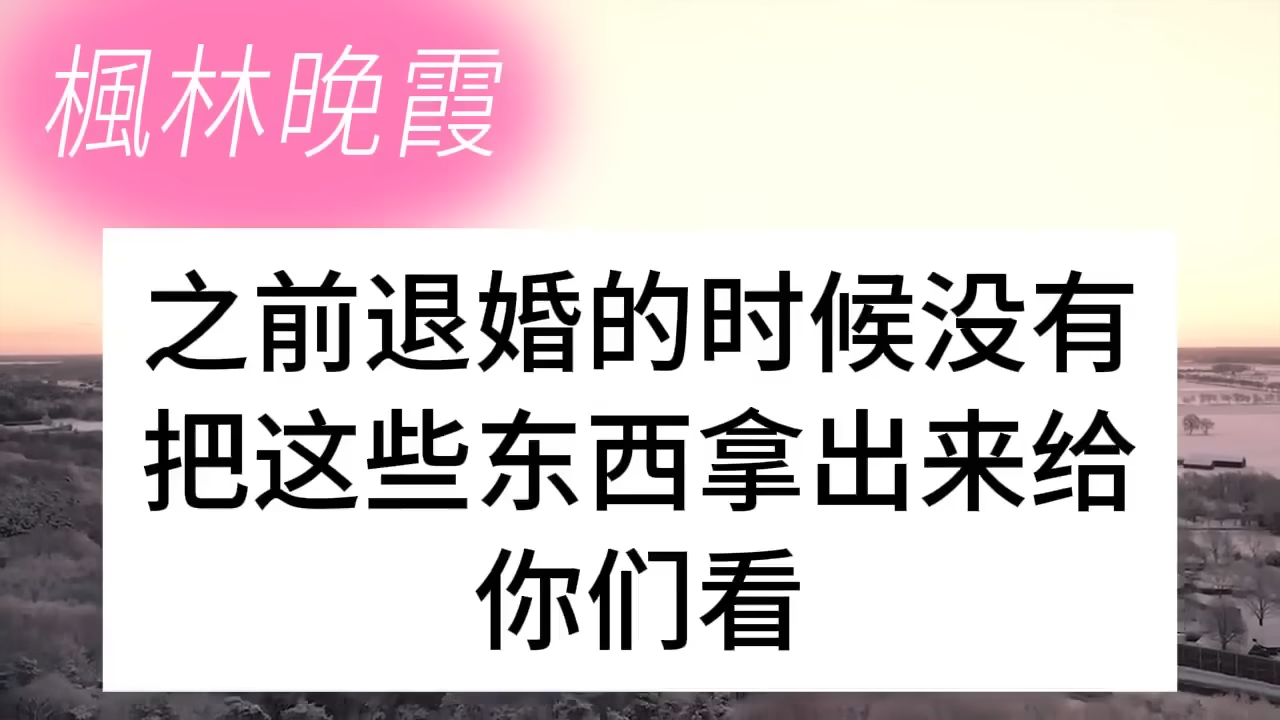 楓林晚霞
之前退婚的时候没有
把这些东西拿出来给
你们看